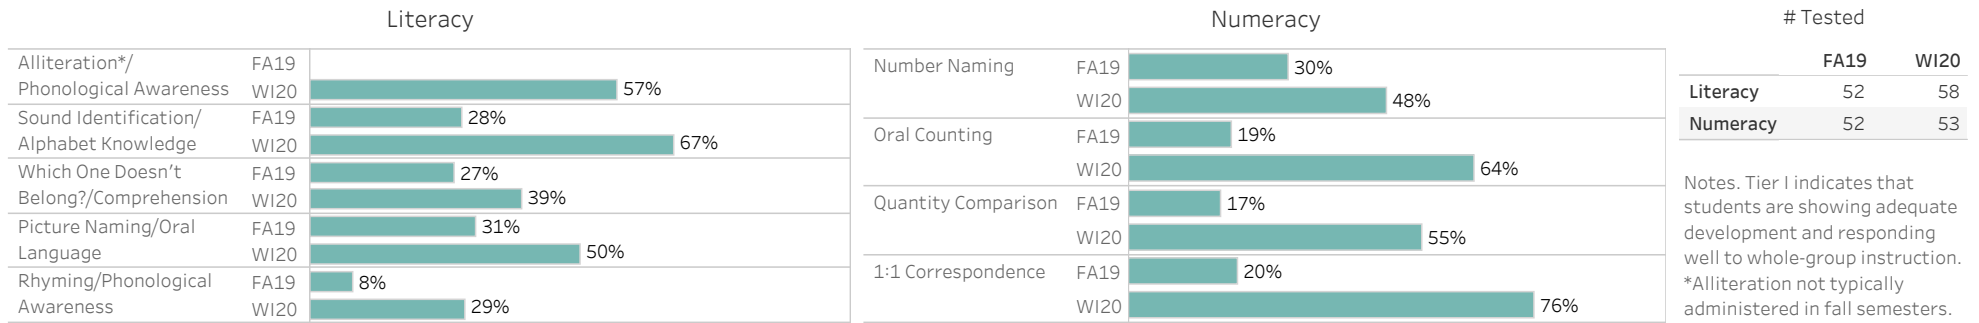 Literacy
Alliteration*/
Phonological Awareness
FA19
WI20 57%
Sound Identification/
Alphabet Knowledge
FA19 28%
WI20 67%
Which One Doesn't
Belong?/Comprehension
FA19 27%
WI20 39%
Picture Naming/Oral
Language
FA19 31%
WI20 50%
Rhyming/Phonological
Awareness
FA19 8%
WI20 29%
Numeracy
Number Naming FA19 30%
WI20 48%
Oral Counting FA19 19%
WI20 64%
Quantity Comparison FA19 17%
WI20 55%
1:1 Correspondence FA19 20%
WI20 76%
# Tested
FA19 WI20
Literacy 52 58
Numeracy 52 53
Notes. Tier I indicates that
students are showing adequate
development and responding
well to whole-group instruction.
*Alliteration not typically
administered in fall semesters.